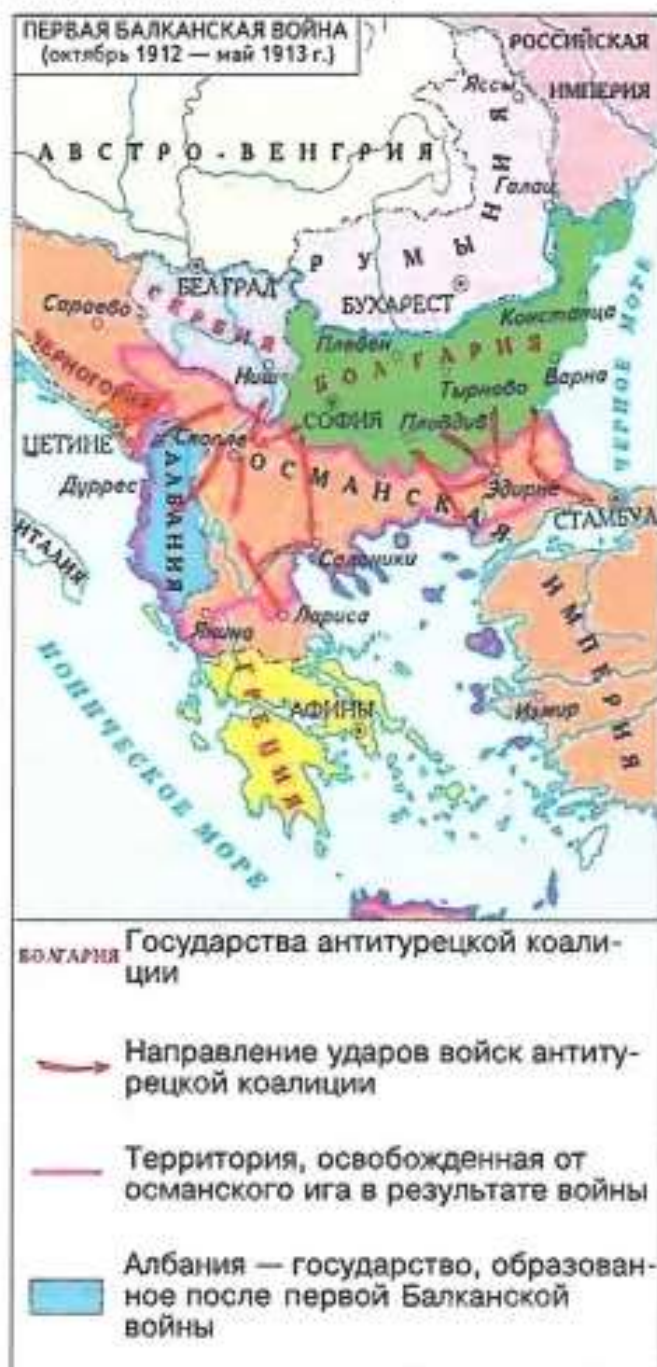 ПЕРВАЯ БАЛКАНСКАЯ ВОЙНА
(октябрь 1912 — май 1913 г.)
РОССИЙСКАЯ
ИМПЕРИЯ
Яссы
АВСТРО-ВЕНГРИЯ
Галац
РУМЫНИЯ
БЕЛГРАД
СЕРБИЯ
Сараево
БУХАРЕСТ
Констанца
ЧЕРНОЕ МОРЕ
Плевен
БОЛГАРИЯ
ЧЕРНОГОРИЯ
Ниш
Тырново
Варна
СОФИЯ
Пловдив
ЦЕТИНЕ
Скопле
ОСМАНСКАЯ
Дуррес
АЛБАНИЯ
Эдирне
СТАМБУЛ
ИТАЛИЯ
Салоники
ИМПЕРИЯ
Янина
Лариса
ИОНИЧЕСКОЕ МОРЕ
ГРЕЦИЯ
АФИНЫ
Измир
БОЛГАРИЯ Государства антитурецкой коали-
ции
Направление ударов войск антиту-
рецкой коалиции
Территория, освобожденная от
османского ига в результате войны
Албания — государство, образован-
ное после первой Балканской
войны